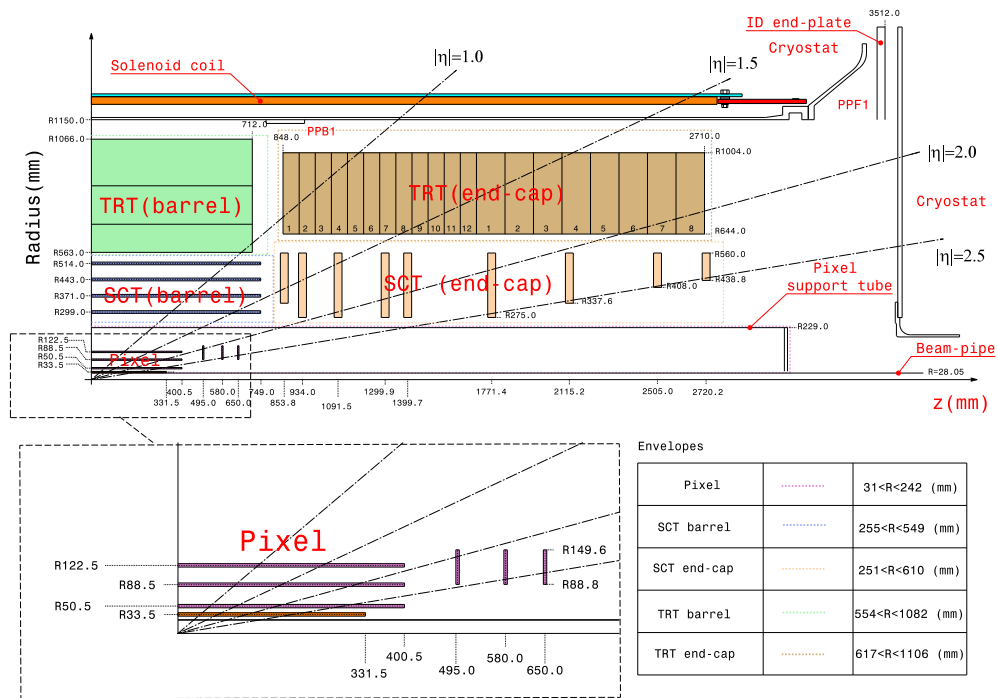 ID end-plate
3512.0
Cryostat
|η|=1.0
|η|=1.5
Solenoid coil
PPF1
R1150.0
712.0
PPB1
R1066.0
848.0
2710.0
R1004.0
|η|=2.0
TRT(barrel)
TRT(end-cap)
Cryostat
1 2 3 4 5 6 7 8 9 10 11 12 1 2 3 4 5 6 7 8
R644.0
R563.0
R560.0
R514.0
|η|=2.5
R443.0
SCT (end-cap)
R438.8
Pixel
support tube
R408.0
R371.0
SCT(barrel)
R337.6
R299.0
R275.0
R229.0
R122.5
R88.5
Pixel
R50.5
R33.5
Beam-pipe
R=28.05
Radius(mm)
400.5 580.0 749.0 934.0 1299.9 1771.4 2115.2 2505.0 2720.2
331.5 495.0 650.0 853.8 1091.5 1399.7
z(mm)
Envelopes
Pixel 31<R<242 (mm)
SCT barrel 255<R<549 (mm)
SCT end-cap 251<R<610 (mm)
TRT barrel 554<R<1082 (mm)
TRT end-cap 617<R<1106 (mm)
Pixel
R149.6
R122.5
R88.5
R88.8
R50.5
R33.5
400.5 580.0
331.5 495.0 650.0